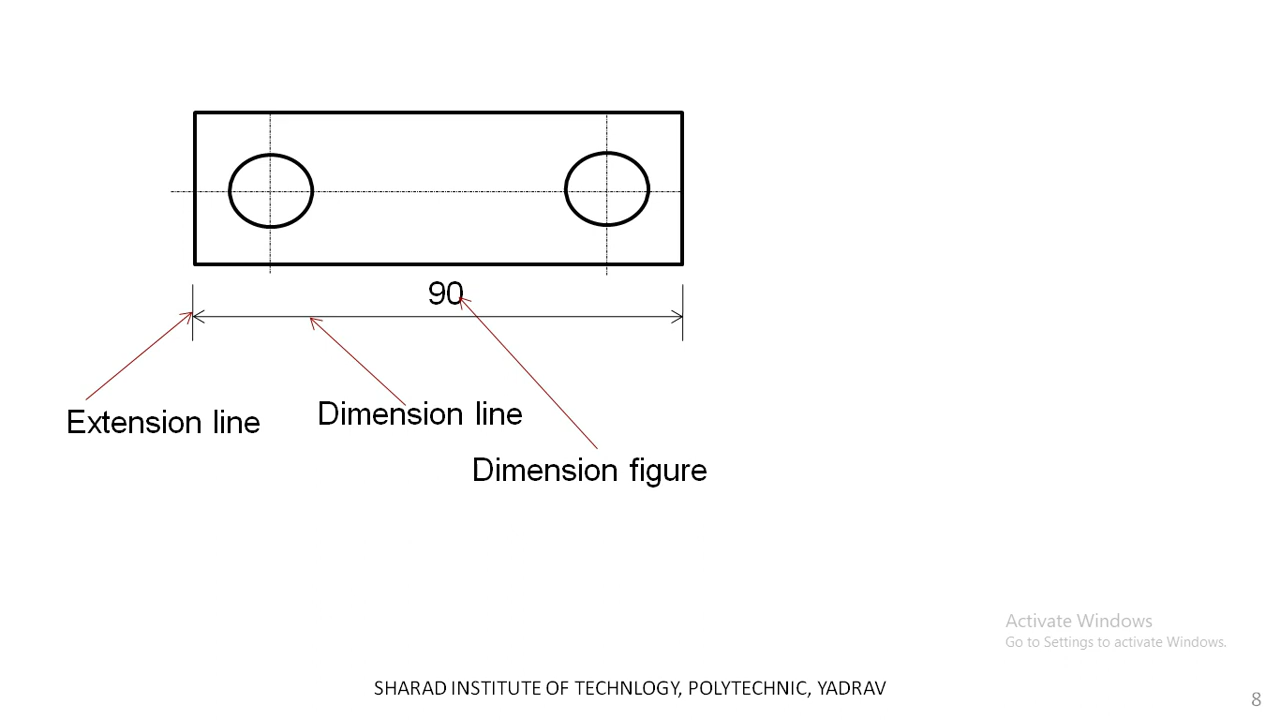 90
Extension line
Dimension line
Dimension figure
Activate Windows
Go to Settings to activate Windows.
SHARAD INSTITUTE OF TECHNLOGY, POLYTECHNIC, YADRAV
8